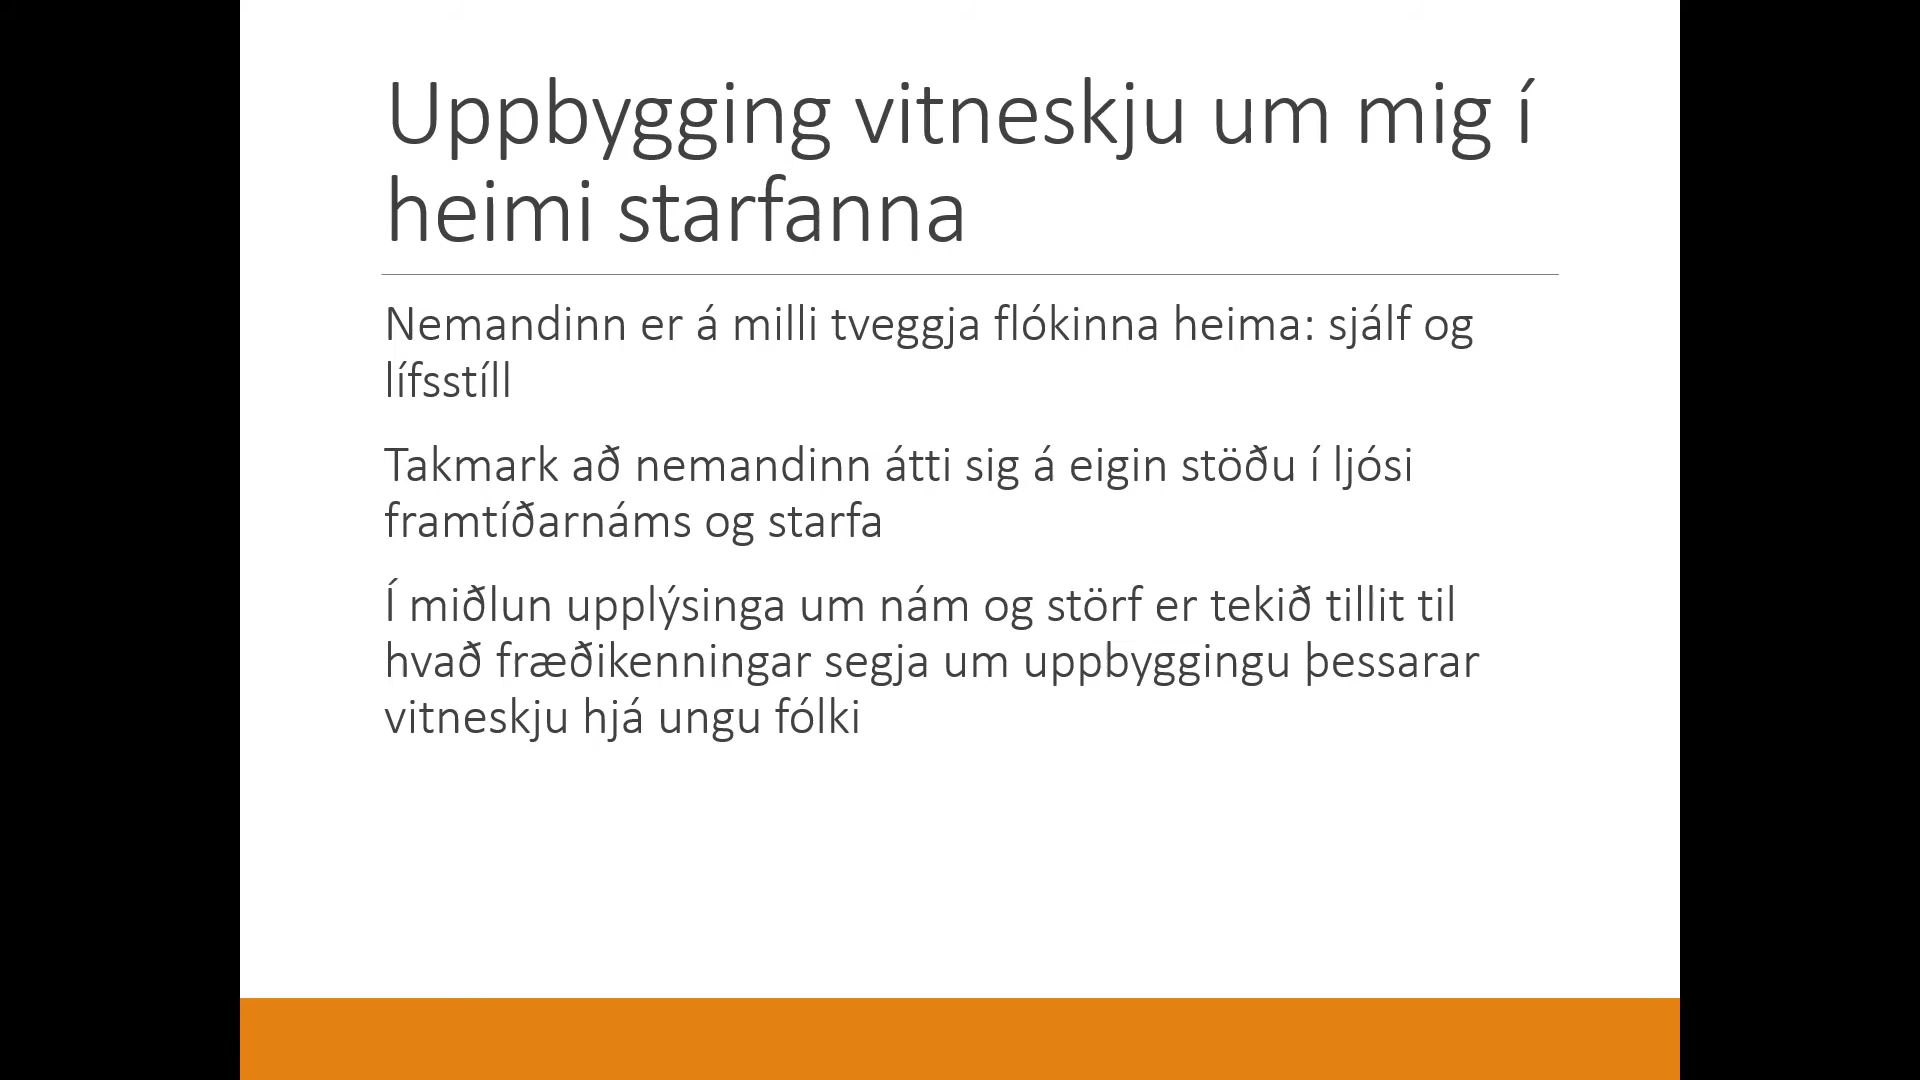 Uppbygging vitneskju um mig í
heimi starfanna
Nemandinn er á milli tveggja flókinna heima: sjálf og
lífsstíll
Takmark að nemandinn átti sig á eigin stöðu í ljósi
framtíðarnáms og starfa
Í miðlun upplýsinga um nám og störf er tekið tillit til
hvað fræðikenningar segja um uppbyggingu þessarar
vitneskju hjá ungu fólki